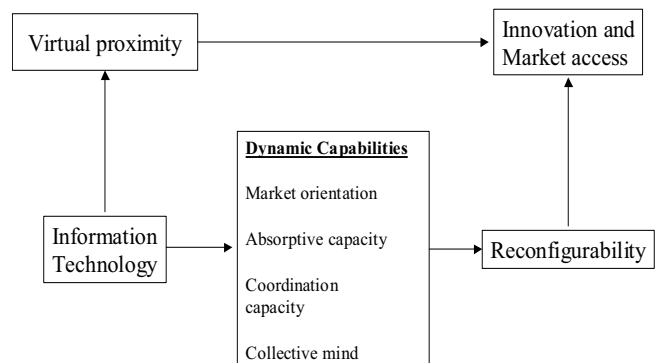 Virtual proximity
Innovation and
Market access
Dynamic Capabilities
Market orientation
Absorptive capacity
Coordination
capacity
Collective mind
Information
Technology
Reconfigurability